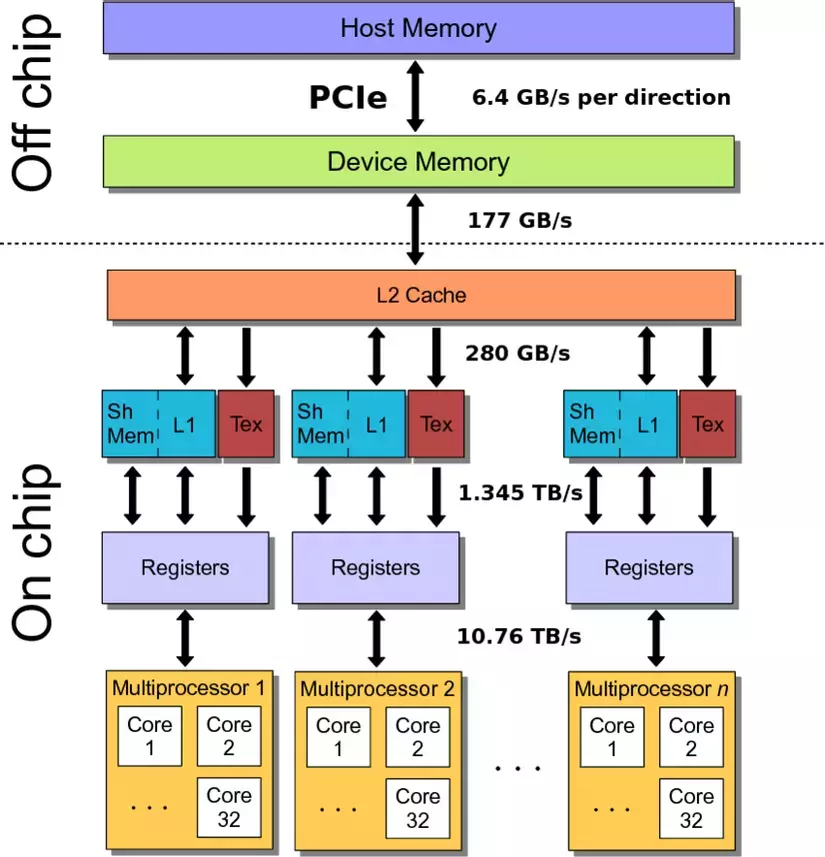 Off chip
Host Memory
PCIe
6.4 GB/s per direction
Device Memory
177 GB/s
On chip
L2 Cache
280 GB/s
Sh
Mem
L1
Tex
Sh
Mem
L1
Tex
Sh
Mem
L1
Tex
1.345 TB/s
Registers
Registers
Registers
10.76 TB/s
Multiprocessor 1
Core
1
Core
2
. . .
Core
32
Multiprocessor 2
Core
1
Core
2
. . .
Core
32
. . .
Multiprocessor n
Core
1
Core
2
. . .
Core
32